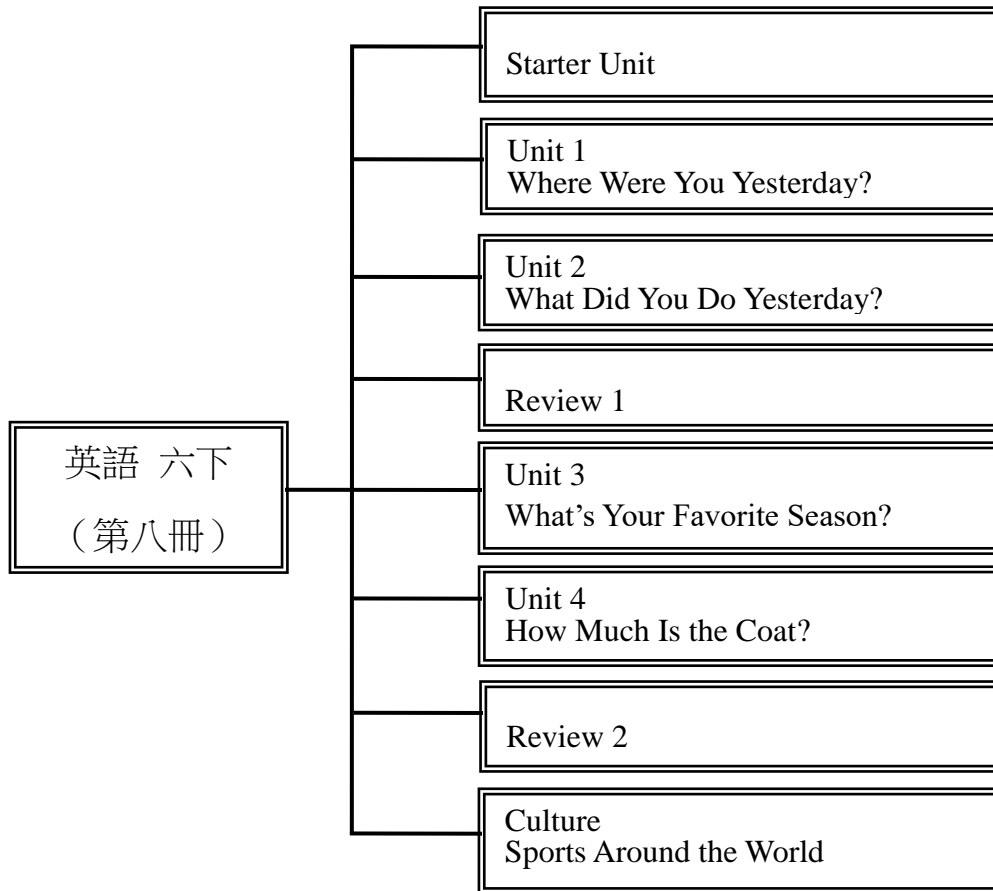 Starter Unit
Unit 1
Where Were You Yesterday?
Unit 2
What Did You Do Yesterday?
Review 1
英語 六下
（第八冊）
Unit 3
What’s Your Favorite Season?
Unit 4
How Much Is the Coat?
Review 2
Culture
Sports Around the World